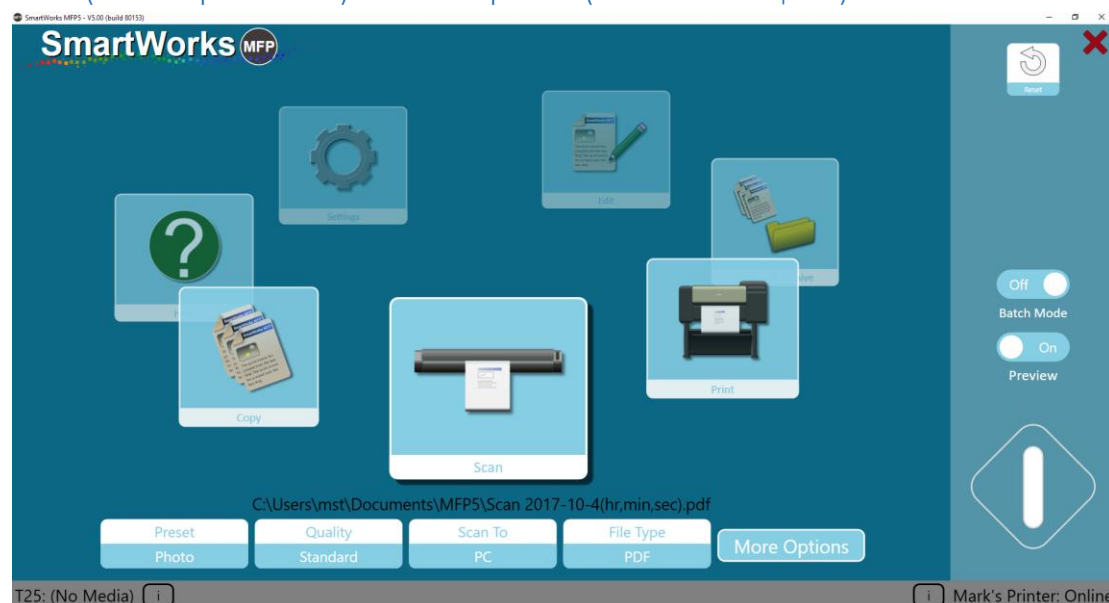 SmartWorks MFP5 - V5.00 (build 80153)
SmartWorks MFP
Reset
Settings
Edit
Off
Batch Mode
On
Preview
Copy
Print
Scan
C:\Users\mst\Documents\MFP5\Scan 2017-10-4(hr,min,sec).pdf
Preset
Quality
Scan To
File Type
Photo
Standard
PC
PDF
More Options
T25: (No Media)
i
i
Mark's Printer: Online